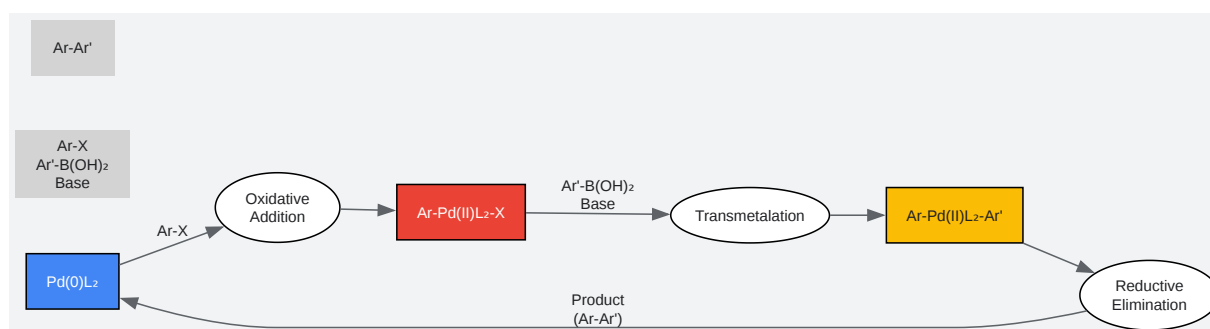 Ar-Ar'
Ar-X
Ar'-B(OH)₂
Base
Pd(0)L₂
Ar-X
Oxidative
Addition
Ar-Pd(II)L₂-X
Ar'-B(OH)₂
Base
Transmetalation
Ar-Pd(II)L₂-Ar'
Reductive
Elimination
Product
(Ar-Ar')